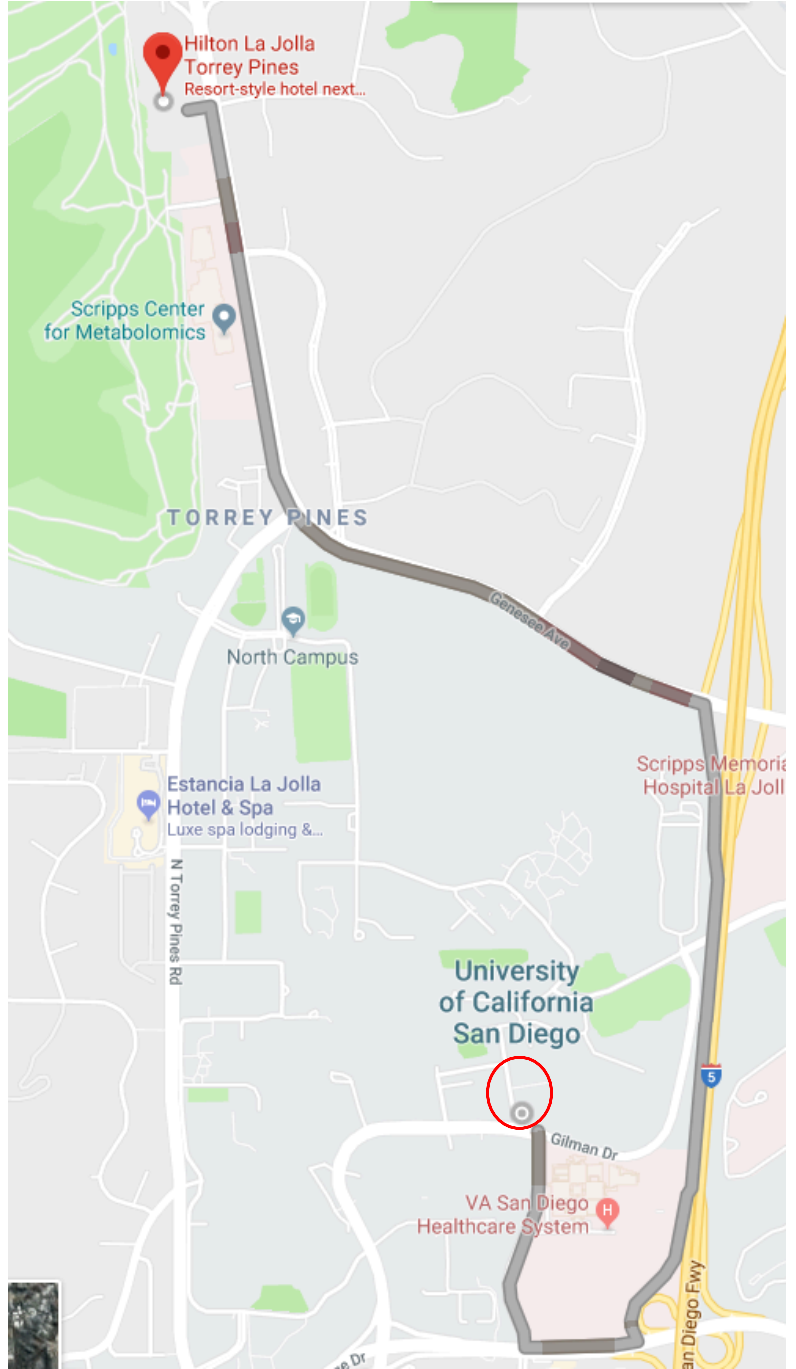 Hilton La Jolla
Torrey Pines
Resort-style hotel next...
Scripps Center
for Metabolomics
TORREY PINES
Genesee Ave
North Campus
Scripps Memoria
Hospital La Joll
Estancia La Jolla
Hotel & Spa
Luxe spa lodging &...
N Torrey Pines Rd
University
of California
San Diego
5
Gilman Dr
VA San Diego
Healthcare System
H
an Diego Fwy
e Dr